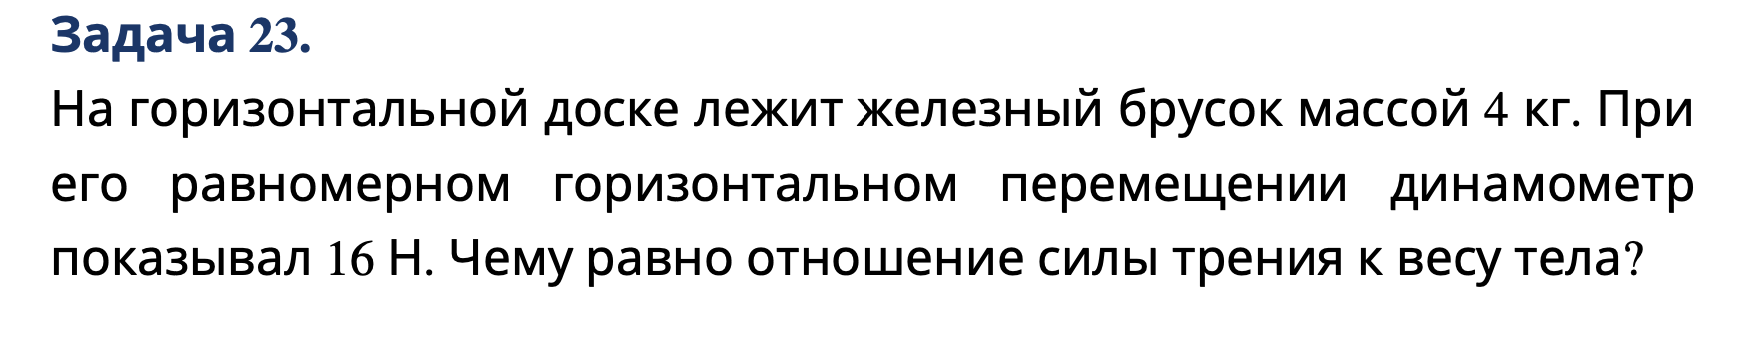 Задача 23.
На горизонтальной доске лежит железный брусок массой 4 кг. При
его равномерном горизонтальном перемещении динамометр
показывал 16 Н. Чему равно отношение силы трения к весу тела?